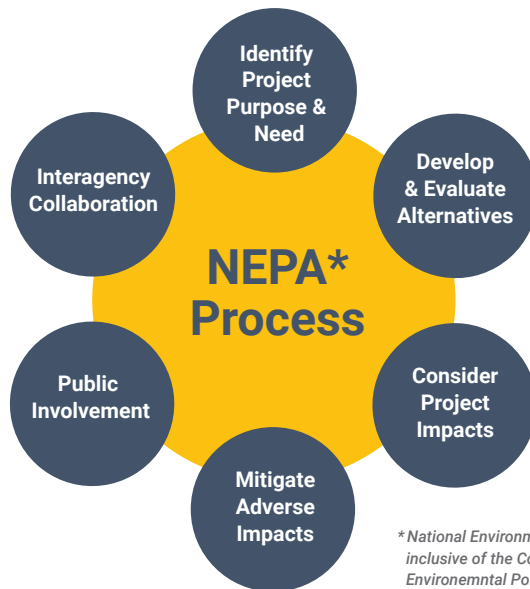 Identify
Project
Purpose &
Need
Develop
& Evaluate
Alternatives
Consider
Project
Impacts
Mitigate
Adverse
Impacts
Public
Involvement
Interagency
Collaboration
NEPA*
Process
* National
inclusive of the
Environemntal